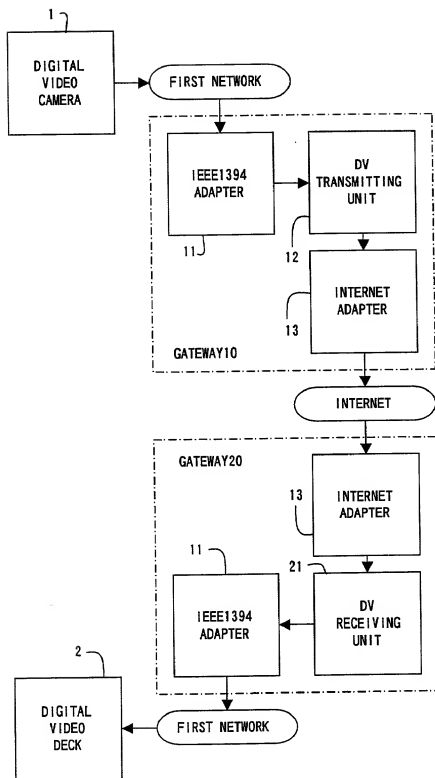 1
DIGITAL
VIDEO
CAMERA
FIRST NETWORK
IEEE1394
ADAPTER
11
DV
TRANSMITTING
UNIT
12
INTERNET
ADAPTER
13
GATEWAY10
INTERNET
GATEWAY20
INTERNET
ADAPTER
13
11
IEEE1394
ADAPTER
21
DV
RECEIVING
UNIT
2
DIGITAL
VIDEO
DECK
FIRST NETWORK